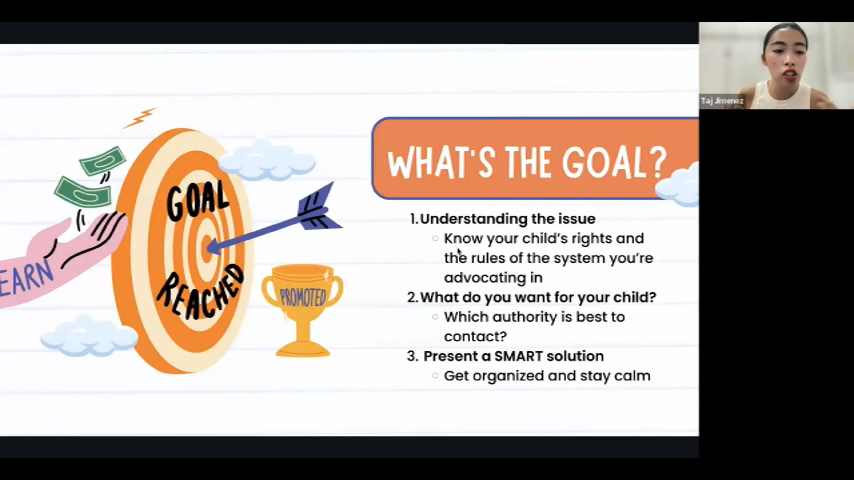 Taj Jimenez
WHAT'S THE GOAL?
GOAL
REACHED
EARN
PROMOTED
1.Understanding the issue
Know your child's rights and
the rules of the system you're
advocating in
2.What do you want for your child?
Which authority is best to
contact?
3. Present a SMART solution
Get organized and stay calm